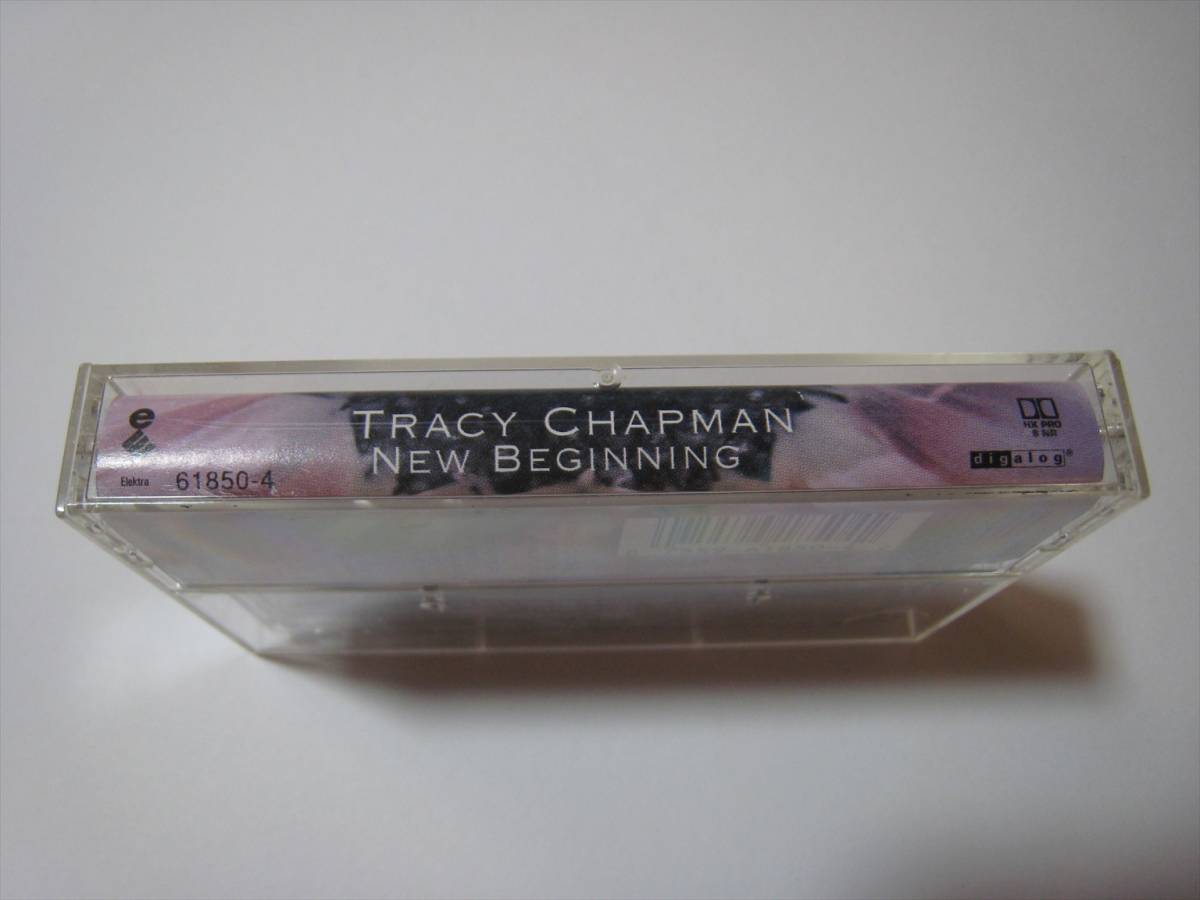 e
Elektra
61850-4
TRACY CHAPMAN
NEW BEGINNING
HX PRO
B NR
digalog®